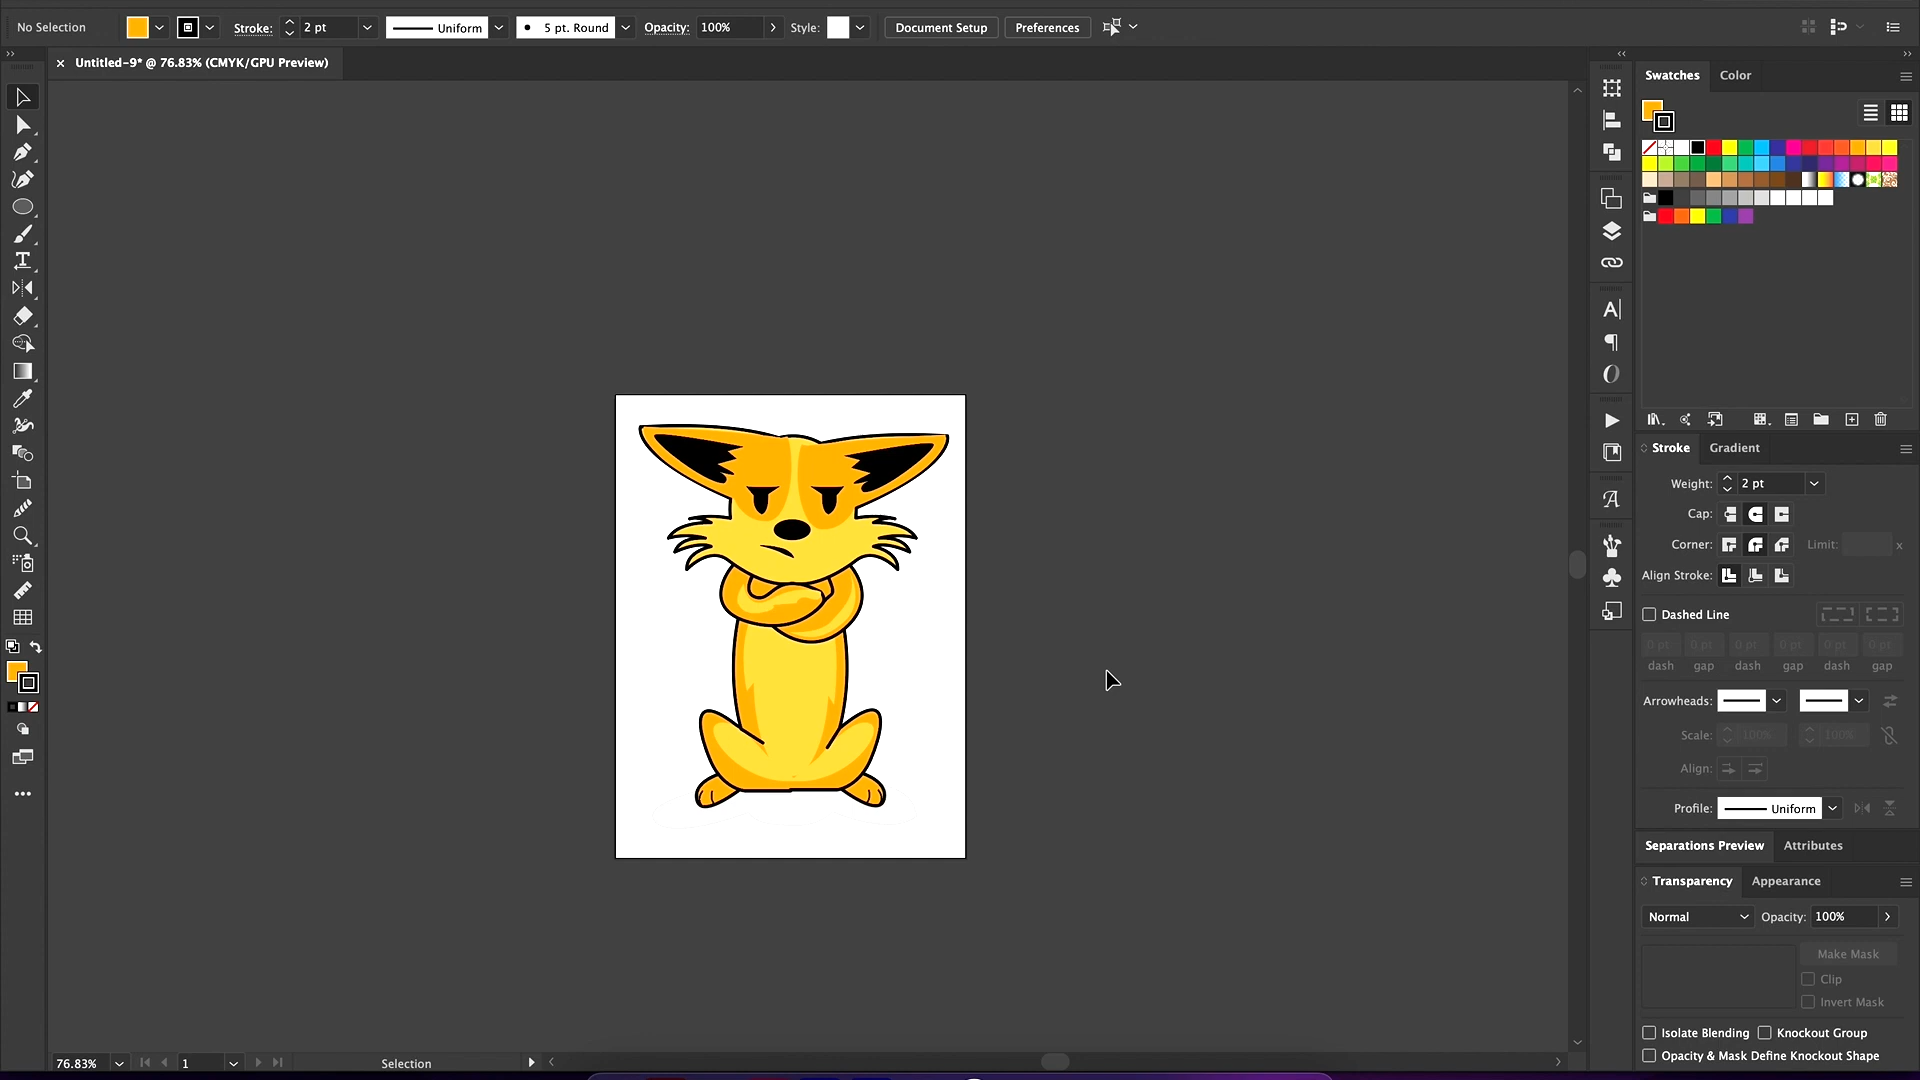 No Selection
Stroke: 2 pt
Uniform
5 pt. Round
Opacity: 100%
Style:
Document Setup
Preferences
Untitled-9* @ 76.83% (CMYK/GPU Preview)
Swatches
Color
Stroke
Gradient
Weight: 2 pt
Cap:
Corner:
Limit: x
Align Stroke:
Dashed Line
0 pt 0 pt 0 pt 0 pt 0 pt 0 pt
dash gap dash gap dash gap
Arrowheads:
Scale: 100% 100%
Align:
Profile: Uniform
Separations Preview
Attributes
Transparency
Appearance
Normal
Opacity: 100%
Make Mask
Clip
Invert Mask
Isolate Blending
Knockout Group
Opacity & Mask Define Knockout Shape
76.83%
1
Selection